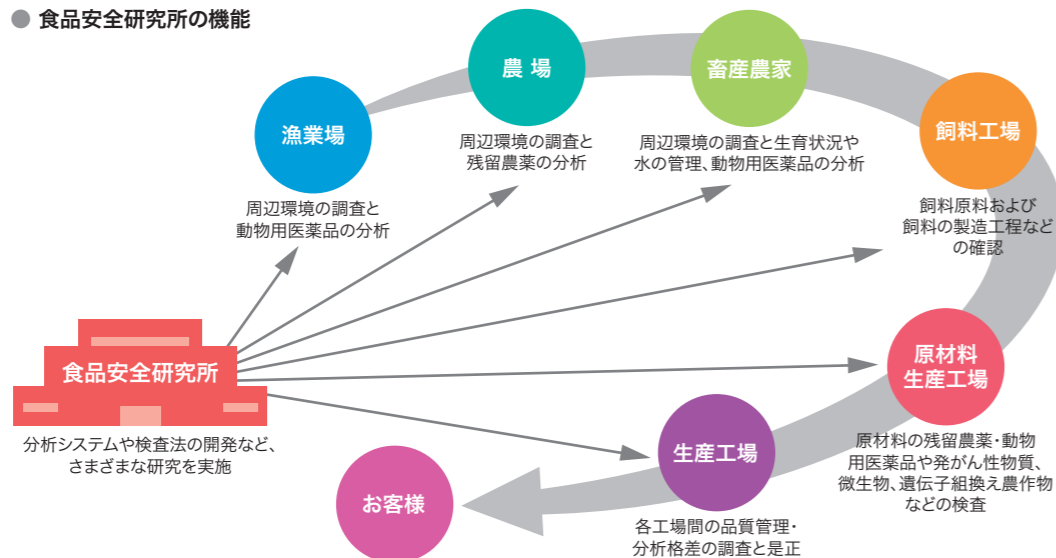 ● 食品安全研究所の機能
漁業場
周辺環境の調査と
動物用医薬品の分析
農 場
周辺環境の調査と
残留農薬の分析
畜産農家
周辺環境の調査と生育状況や
水の管理、動物用医薬品の分析
飼料工場
飼料原料および
飼料の製造工程など
の確認
原材料
生産工場
原材料の残留農薬・動物
用医薬品や発がん性物質、
微生物、遺伝子組換え農作物
などの検査
生産工場
各工場間の品質管理・
分析格差の調査と是正
お客様
食品安全研究所
分析システムや検査法の開発など、
さまざまな研究を実施